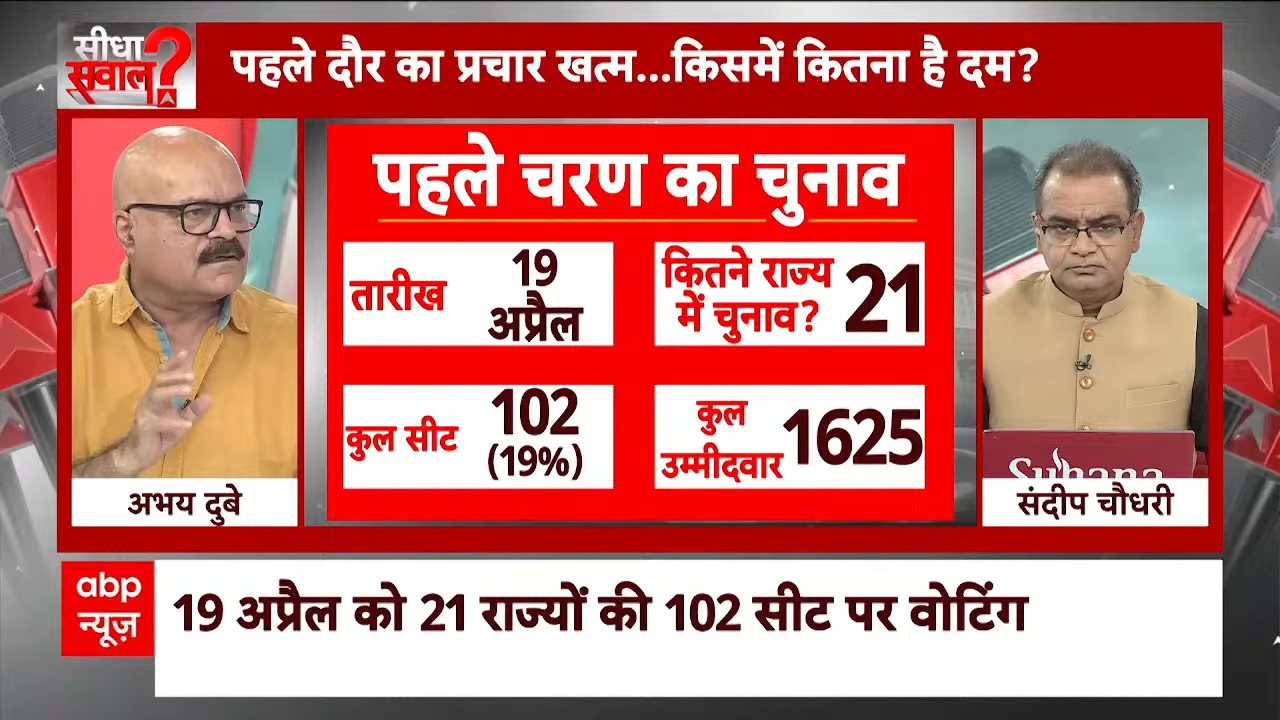 सीधा
सवाल?
पहले दौर का प्रचार खत्म...किसमें कितना है दम?
पहले चरण का चुनाव
तारीख
19
अप्रैल
कितने राज्य
में चुनाव?
21
कुल सीट
102
(19%)
कुल
उम्मीदवार
1625
Suhana
अभय दुबे
संदीप चौधरी
abp
न्यूज़
19 अप्रैल को 21 राज्यों की 102 सीट पर वोटिंग